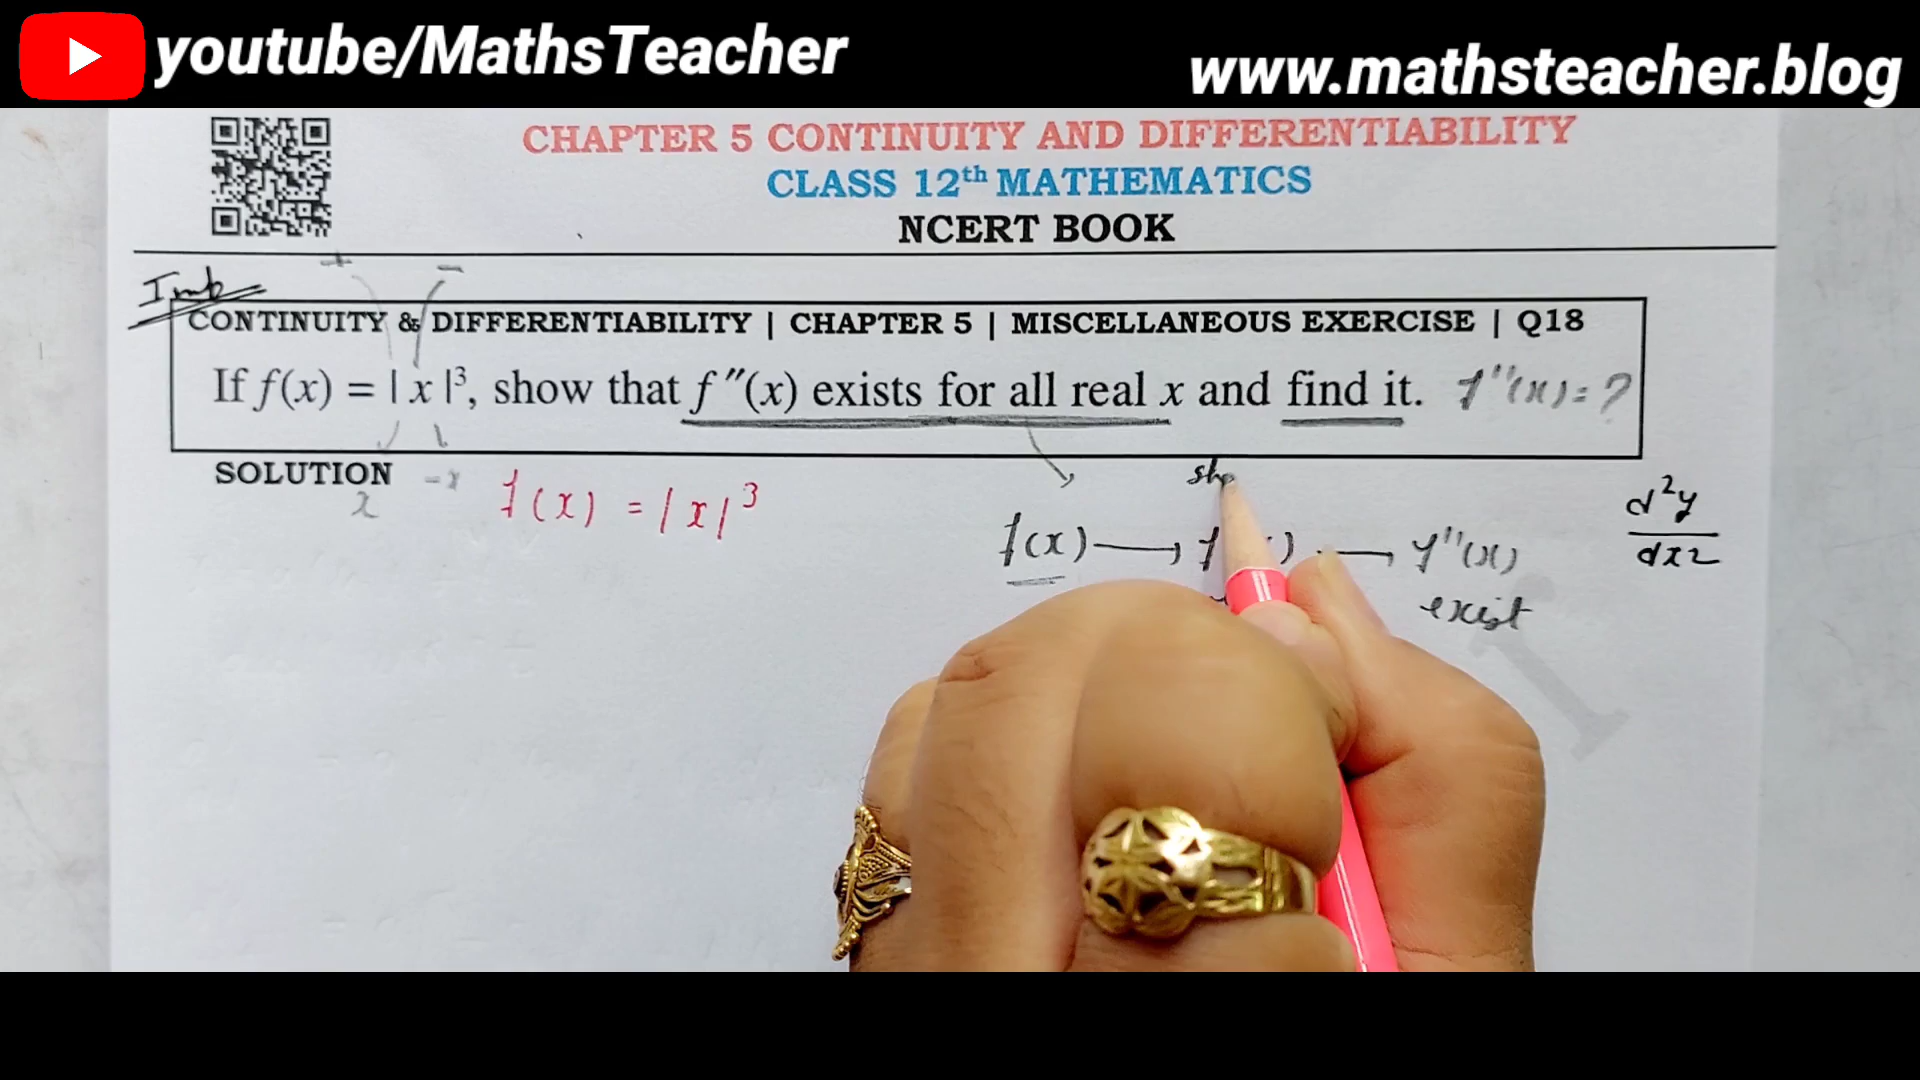 youtube/MathsTeacher
www.mathsteacher.blog
CHAPTER 5 CONTINUITY AND DIFFERENTIABILITY
CLASS 12th MATHEMATICS
NCERT BOOK
+ −
Imp
CONTINUITY & DIFFERENTIABILITY | CHAPTER 5 | MISCELLANEOUS EXERCISE | Q18
If f(x) = | x |³, show that f ″(x) exists for all real x and find it. f''(x)=?
SOLUTION
x -x
f(x) = |x|³
f(x) → f → f''(x)
exist
d²y
dx2